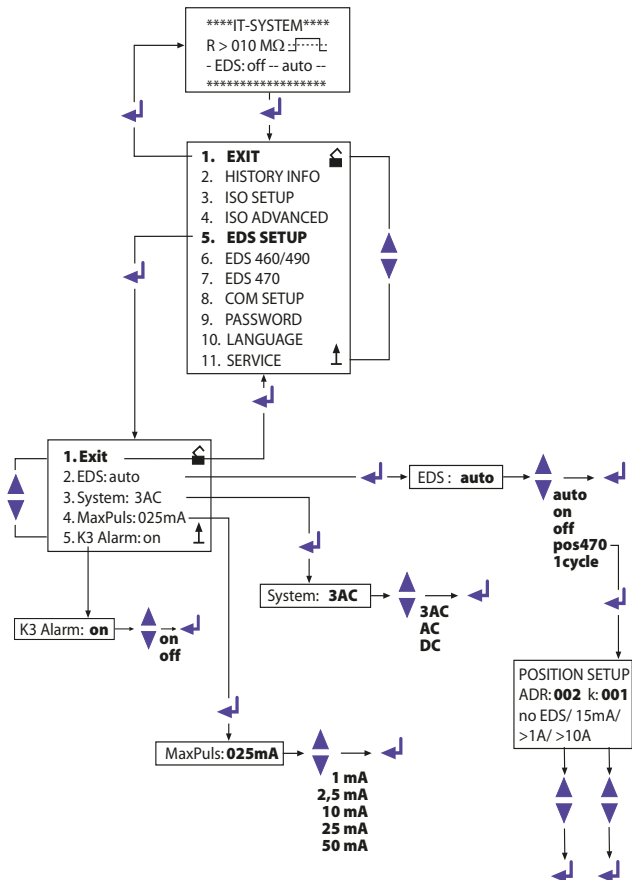 ****IT-SYSTEM****
R > 010 MΩ
- EDS: off -- auto --
*****************
1. EXIT
2. HISTORY INFO
3. ISO SETUP
4. ISO ADVANCED
5. EDS SETUP
6. EDS 460/490
7. EDS 470
8. COM SETUP
9. PASSWORD
10. LANGUAGE
11. SERVICE
1. Exit
2. EDS: auto
3. System: 3AC
4. MaxPuls: 025mA
5. K3 Alarm: on
EDS : auto
auto
on
off
pos470
1cycle
System: 3AC
3AC
AC
DC
K3 Alarm: on
on
off
POSITION SETUP
ADR: 002 k: 001
no EDS/ 15mA/
>1A/ >10A
MaxPuls: 025mA
1 mA
2,5 mA
10 mA
25 mA
50 mA